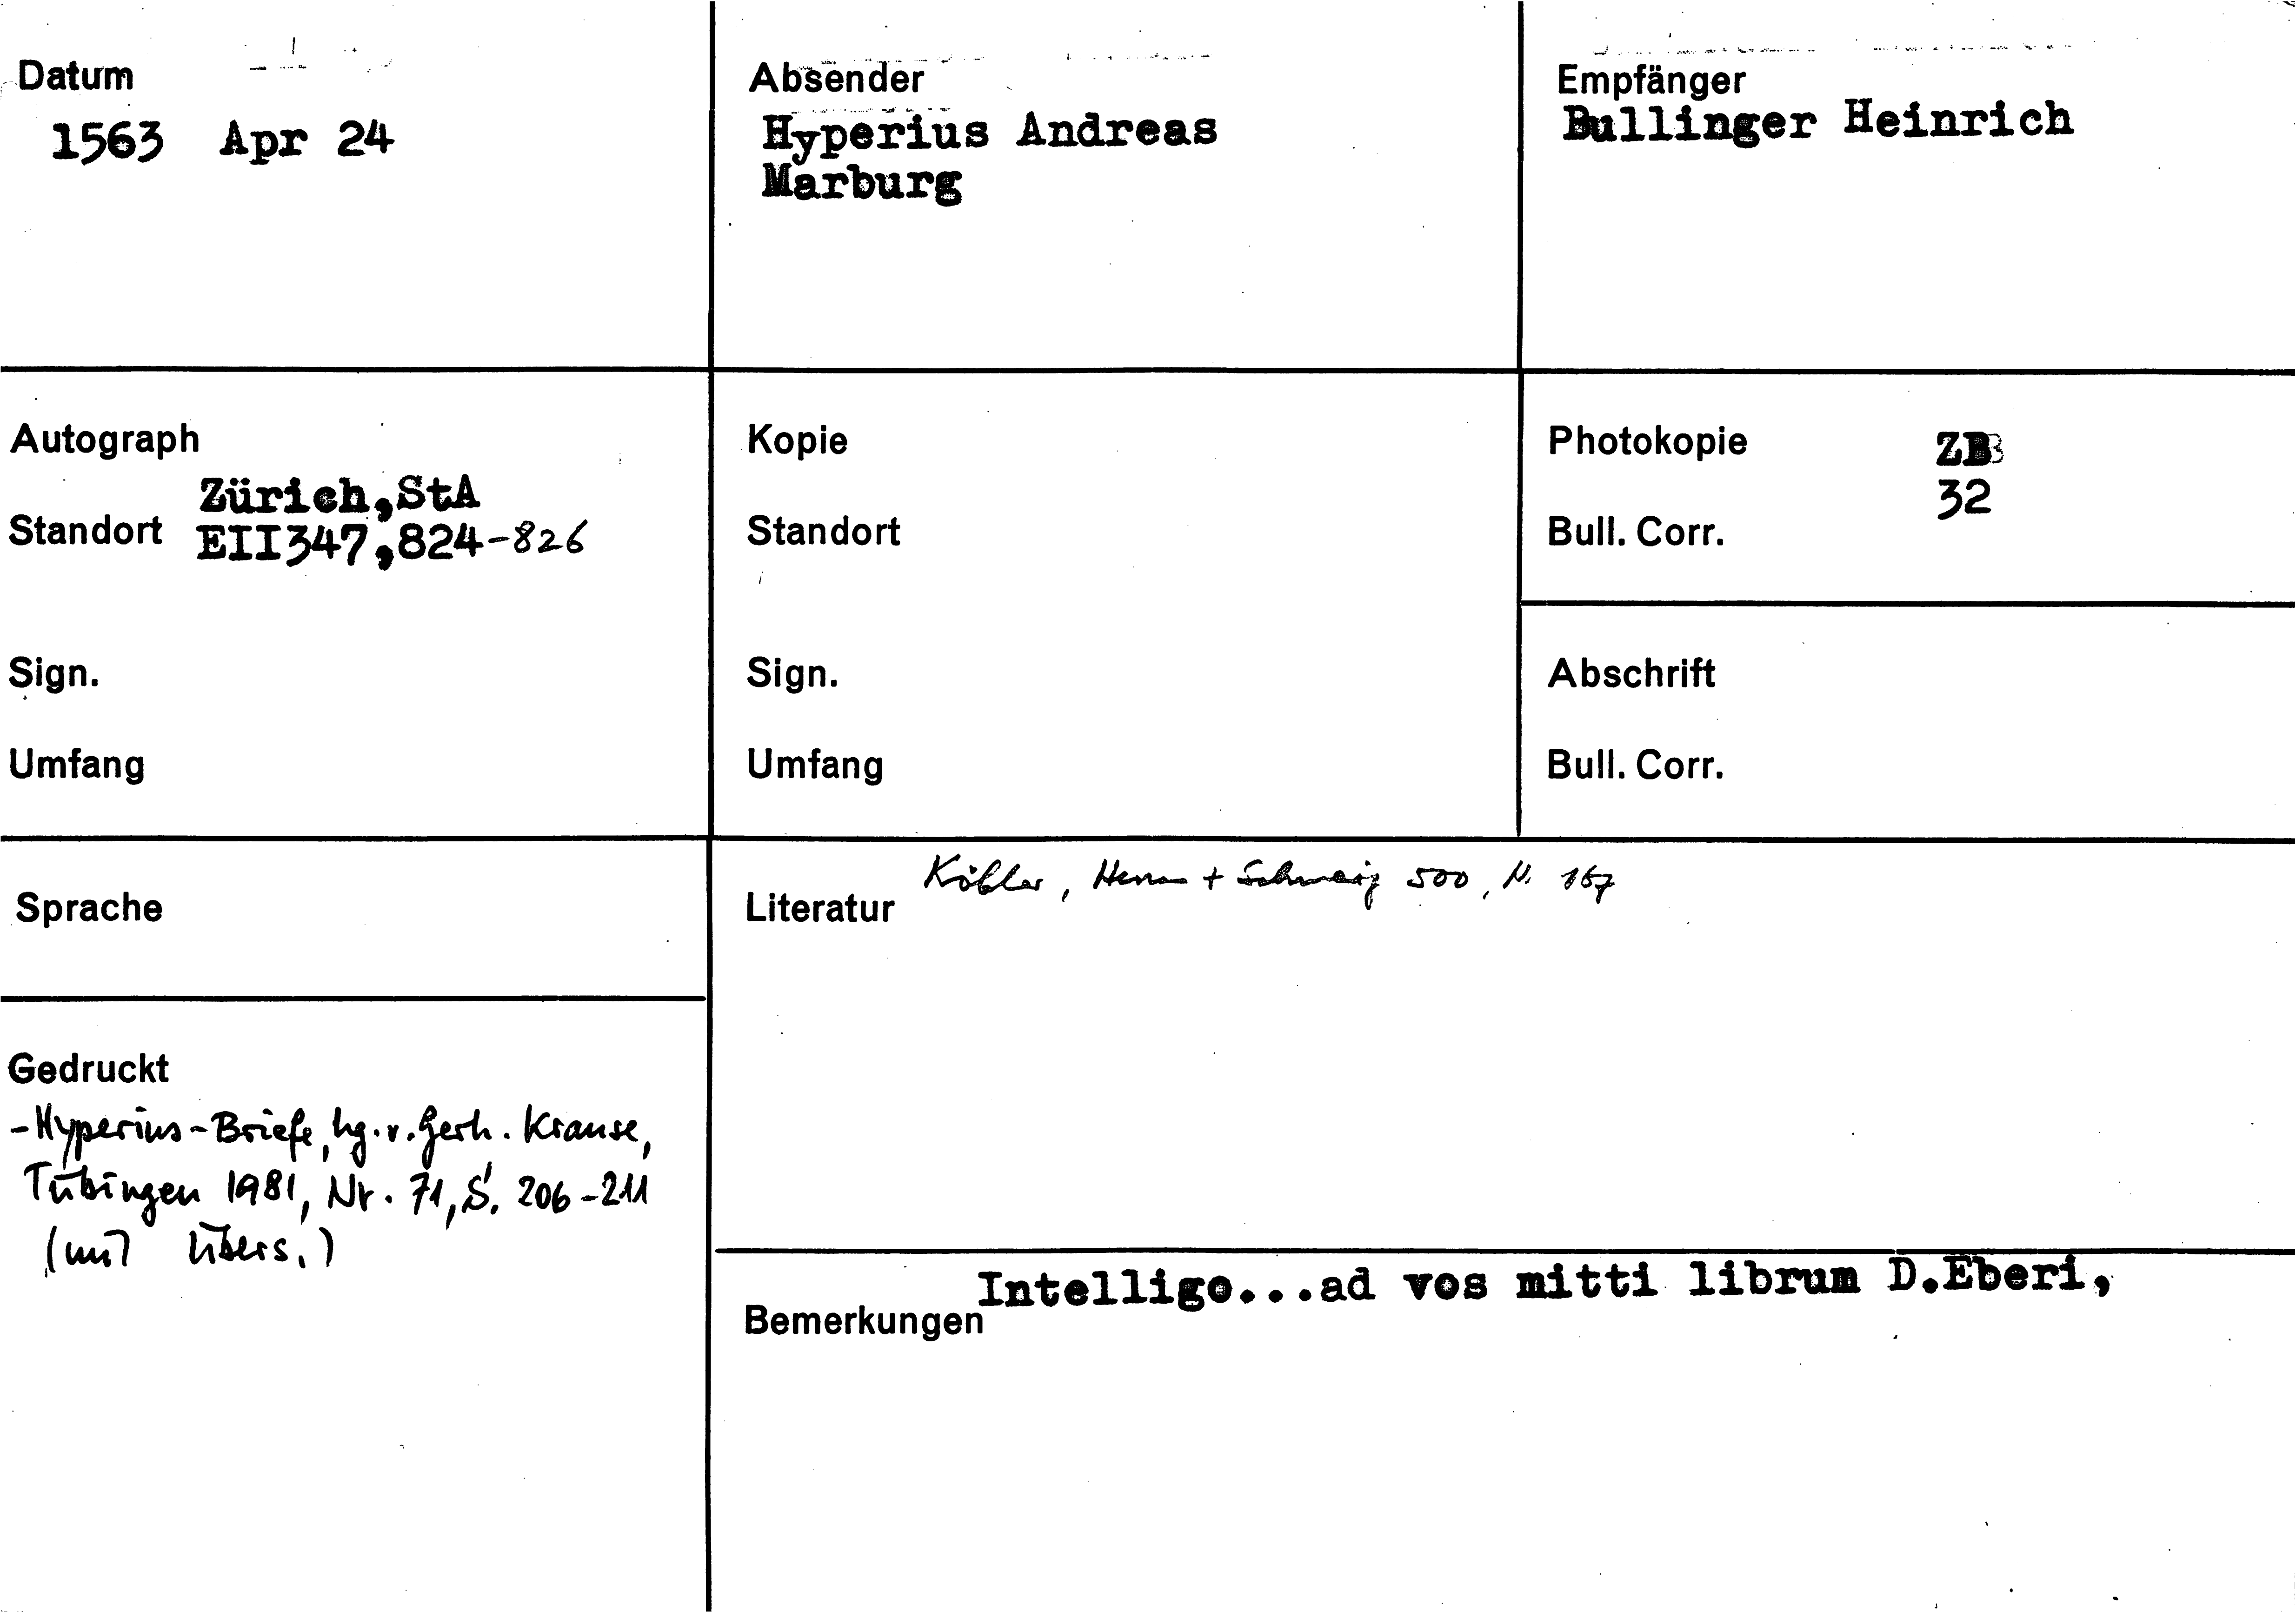 Datum
1563 Apr 24
Absender
Hyperius Andreas
Marburg
Empfänger
Bullinger Heinrich
Autograph
Zürich,StA
Standort EII347,824-826
Sign.
Umfang
Kopie
Standort
Sign.
Umfang
Photokopie ZB
32
Bull. Corr.
Abschrift
Bull. Corr.
Sprache
Gedruckt
- Hyperius-Briefe, hg. v. Gerh. Krause,
Tübingen 1981, Nr. 71, S. 206-211
(mit Übers.)
Köhler, + Schweiz 500, N. 167
Literatur
Intelligo...ad vos mitti librum D.Eberi,
Bemerkungen